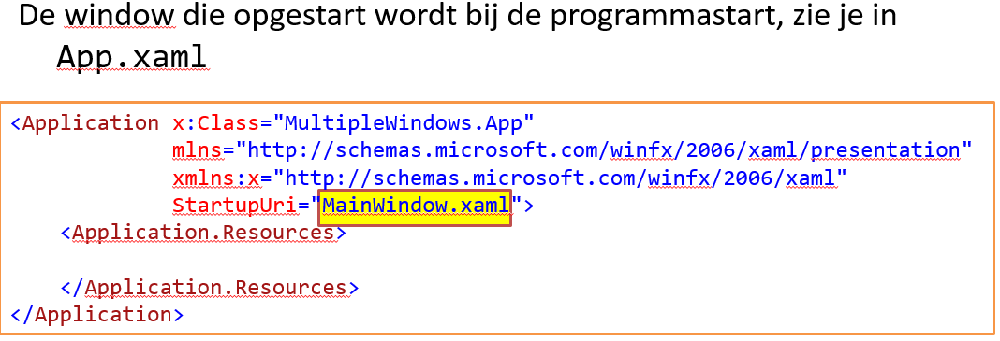 De window die opgestart wordt bij de programmastart, zie je in
App.xaml
<Application x:Class="MultipleWindows.App"
mlns="http://schemas.microsoft.com/winfx/2006/xaml/presentation"
xmlns:x="http://schemas.microsoft.com/winfx/2006/xaml"
StartupUri="MainWindow.xaml">
<Application.Resources>
</Application.Resources>
</Application>